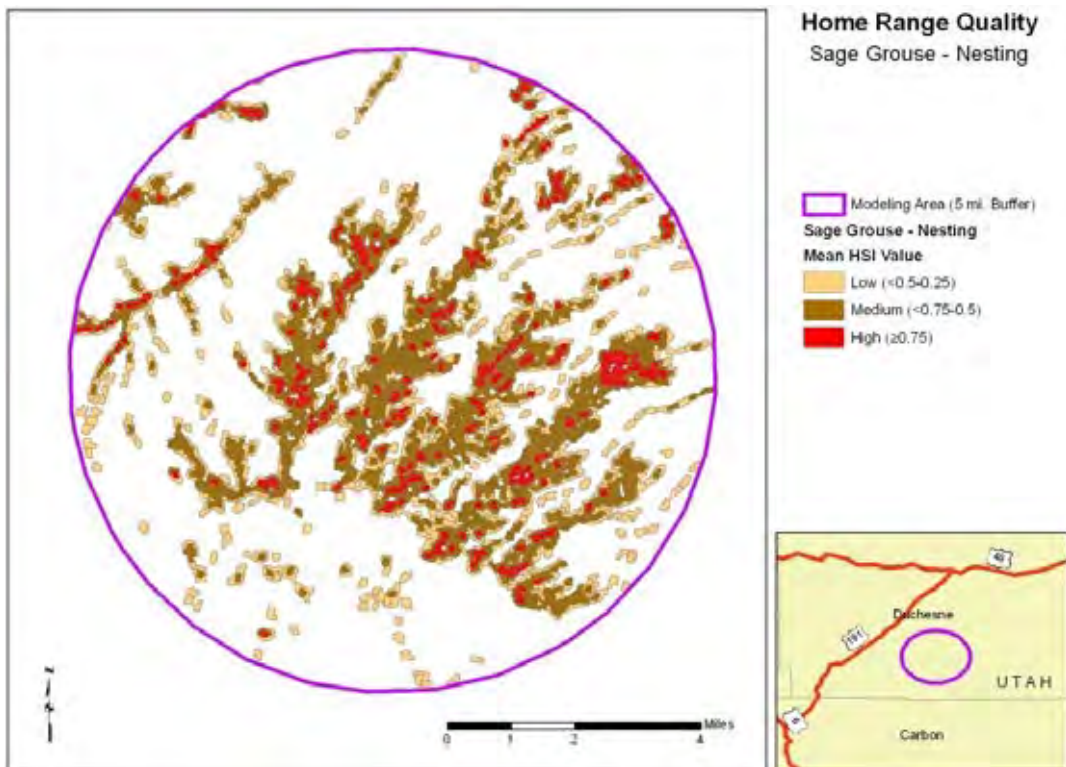 Home Range Quality
Sage Grouse - Nesting
Modeling Area (5 mi. Buffer)
Sage Grouse - Nesting
Mean HSI Value
Low (<0.5-0.25)
Medium (<0.75-0.5)
High (≥0.75)
Miles
0 1 2 4
40
Duchesne
191
UTAH
6
Carbon